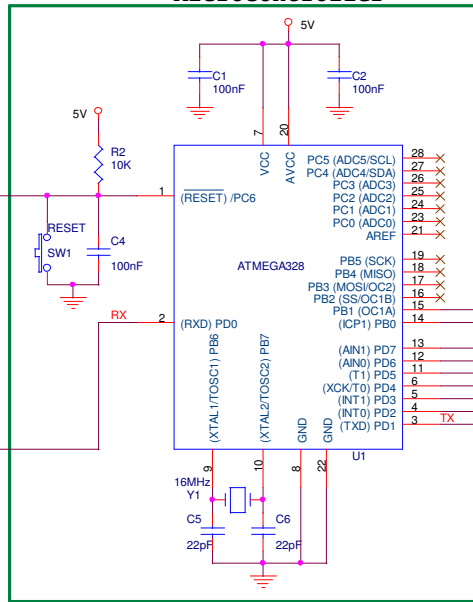 5V
C1
100nF
C2
100nF
5V
R2
10K
7
20
VCC
AVCC
1
(RESET) /PC6
RESET
SW1
C4
100nF
ATMEGA328
PC5 (ADC5/SCL)
28
PC4 (ADC4/SDA)
27
PC3 (ADC3)
26
PC2 (ADC2)
25
PC1 (ADC1)
24
PC0 (ADC0)
23
AREF
21
PB5 (SCK)
19
PB4 (MISO)
18
PB3 (MOSI/OC2)
17
PB2 (SS/OC1B)
16
PB1 (OC1A)
15
(ICP1) PB0
14
RX
2
(RXD) PD0
(AIN1) PD7
13
(AIN0) PD6
12
(T1) PD5
11
(XCK/T0) PD4
6
(INT1) PD3
5
(INT0) PD2
4
(TXD) PD1
3
TX
(XTAL1/TOSC1) PB6
(XTAL2/TOSC2) PB7
GND
GND
U1
9
10
8
22
16MHz
Y1
C5
22pF
C6
22pF